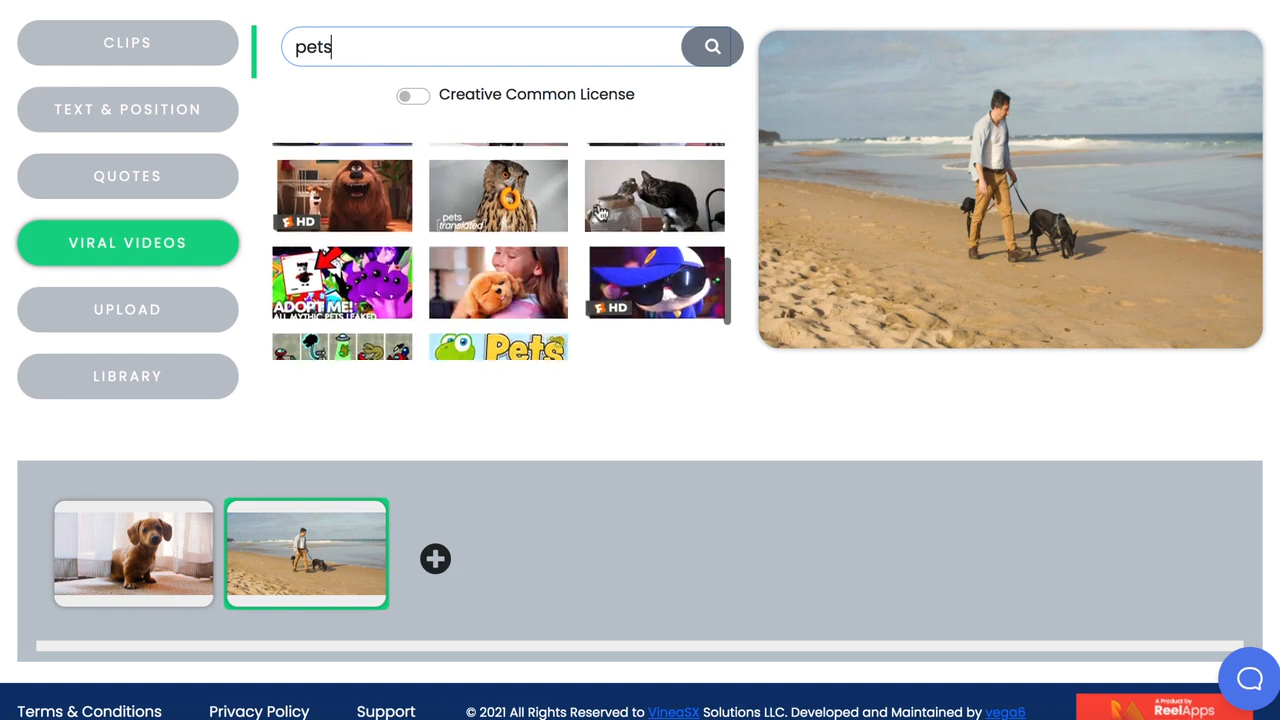 CLIPS
TEXT & POSITION
QUOTES
VIRAL VIDEOS
UPLOAD
LIBRARY
pets
Creative Common License
HD
pets
translated
ADOPT ME!
ALL MYTHIC PETS LEAKED
HD
Pets
Terms & Conditions
Privacy Policy
Support
© 2021 All Rights Reserved to VineaSX Solutions LLC. Developed and Maintained by vega6
A Product by
ReelApps